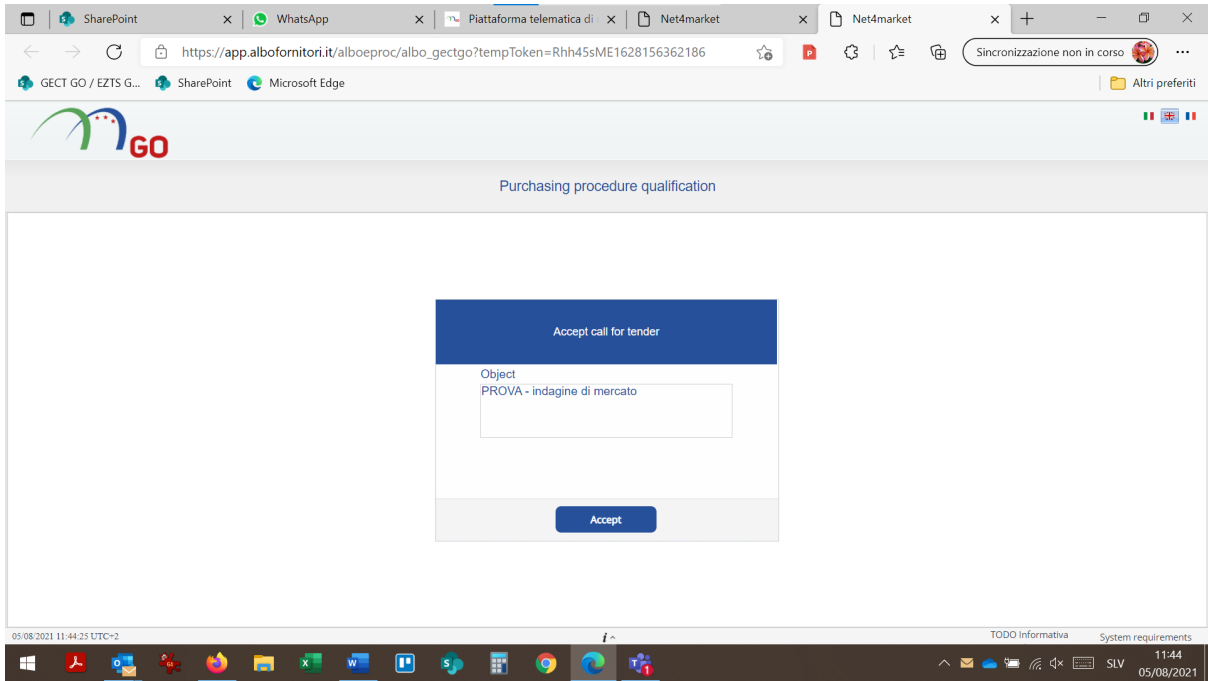 SharePoint
WhatsApp
Piattaforma telematica di
Net4market
Net4market
https://app.albofornitori.it/alboeproc/albo_gectgo?tempToken=Rhh45sME1628156362186
Sincronizzazione non in corso
GECT GO / EZTS G...
SharePoint
Microsoft Edge
Altri preferiti
GO
Purchasing procedure qualification
Accept call for tender
Object
PROVA - indagine di mercato
Accept
05/08/2021 11:44:25 UTC+2
i
TODO Informativa
System requirements
SLV
11:44
05/08/2021